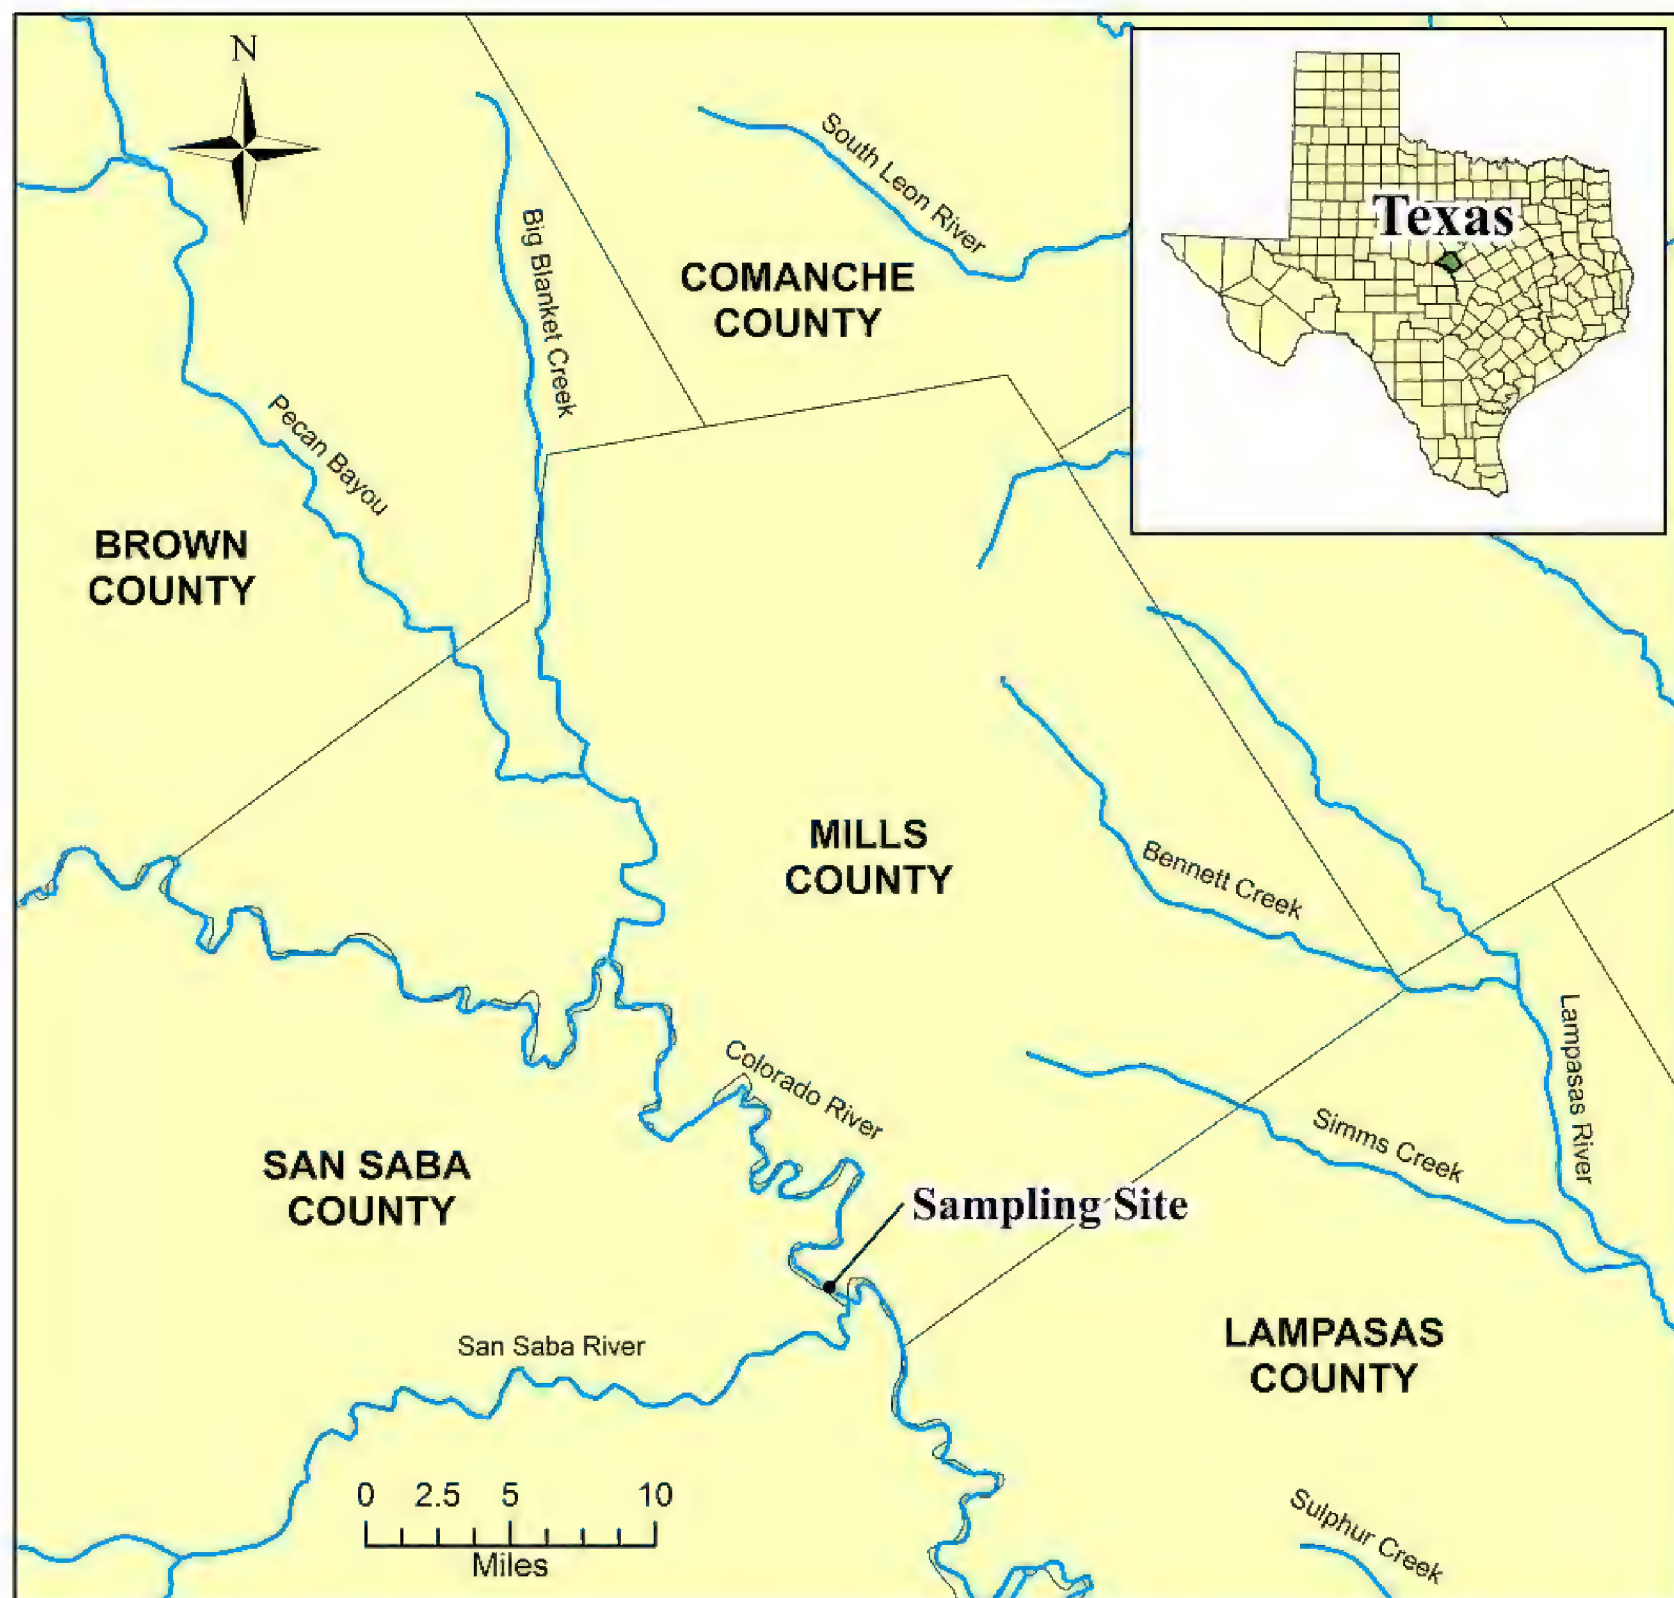 N
South Leon River
Texas
Big Blanket Creek
COMANCHE
COUNTY
Pecan Bayou
BROWN
COUNTY
MILLS
COUNTY
Bennett Creek
Lampasas River
Colorado River
Simms Creek
SAN SABA
COUNTY
Sampling Site
LAMPASAS
COUNTY
San Saba River
0 2.5 5 10
Miles
Sulphur Creek